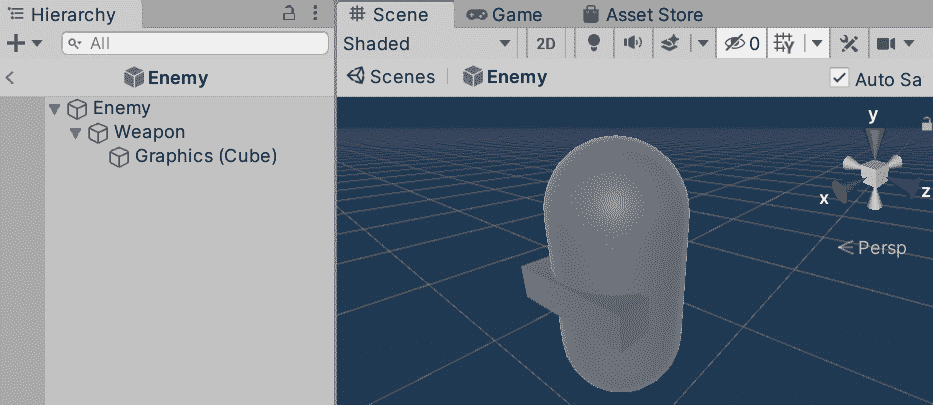 Hierarchy
All
Enemy
Enemy
Weapon
Graphics (Cube)
Scene Game Asset Store
Shaded 2D 0
Scenes Enemy Auto Sa
y
x z
Persp